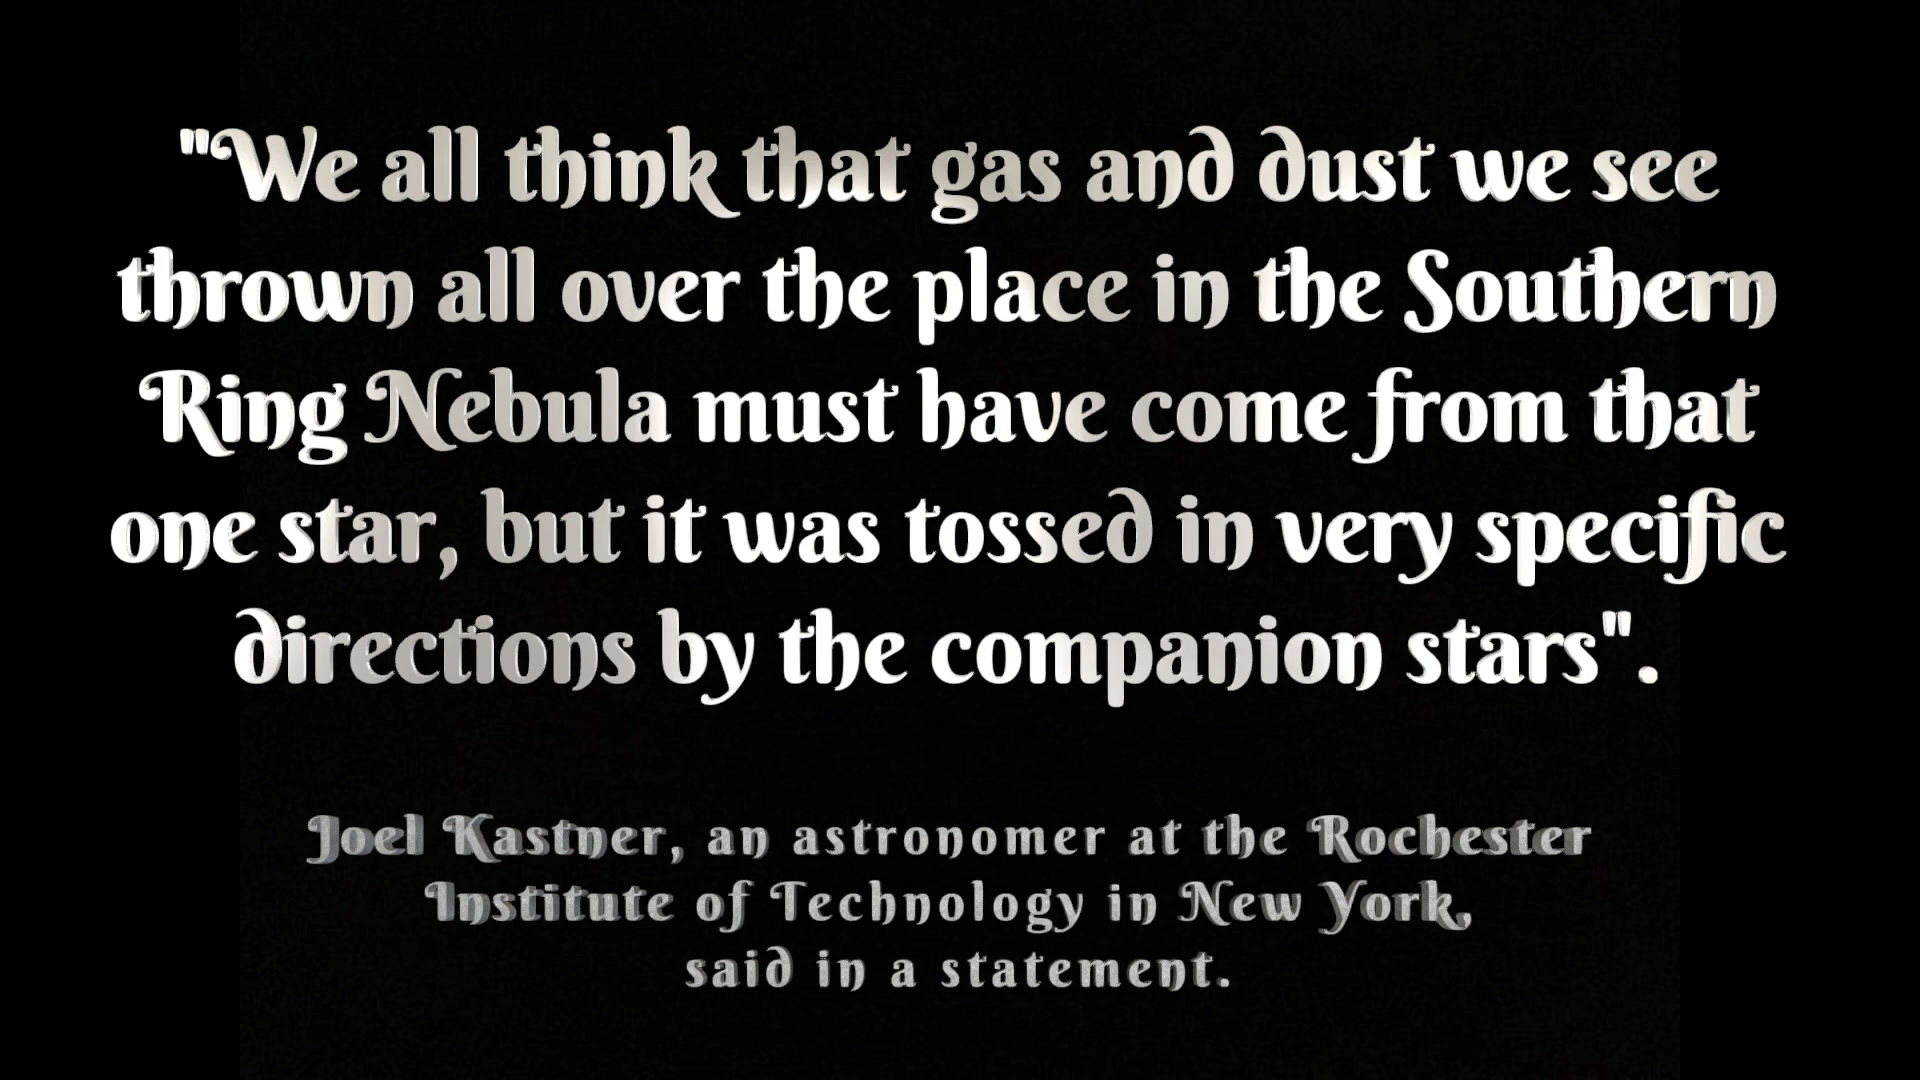 "We all think that gas and dust we see
thrown all over the place in the Southern
Ring Nebula must have come from that
one star, but it was tossed in very specific
directions by the companion stars".
Joel Kastner, an astronomer at the Rochester
Institute of Technology in New York,
said in a statement.